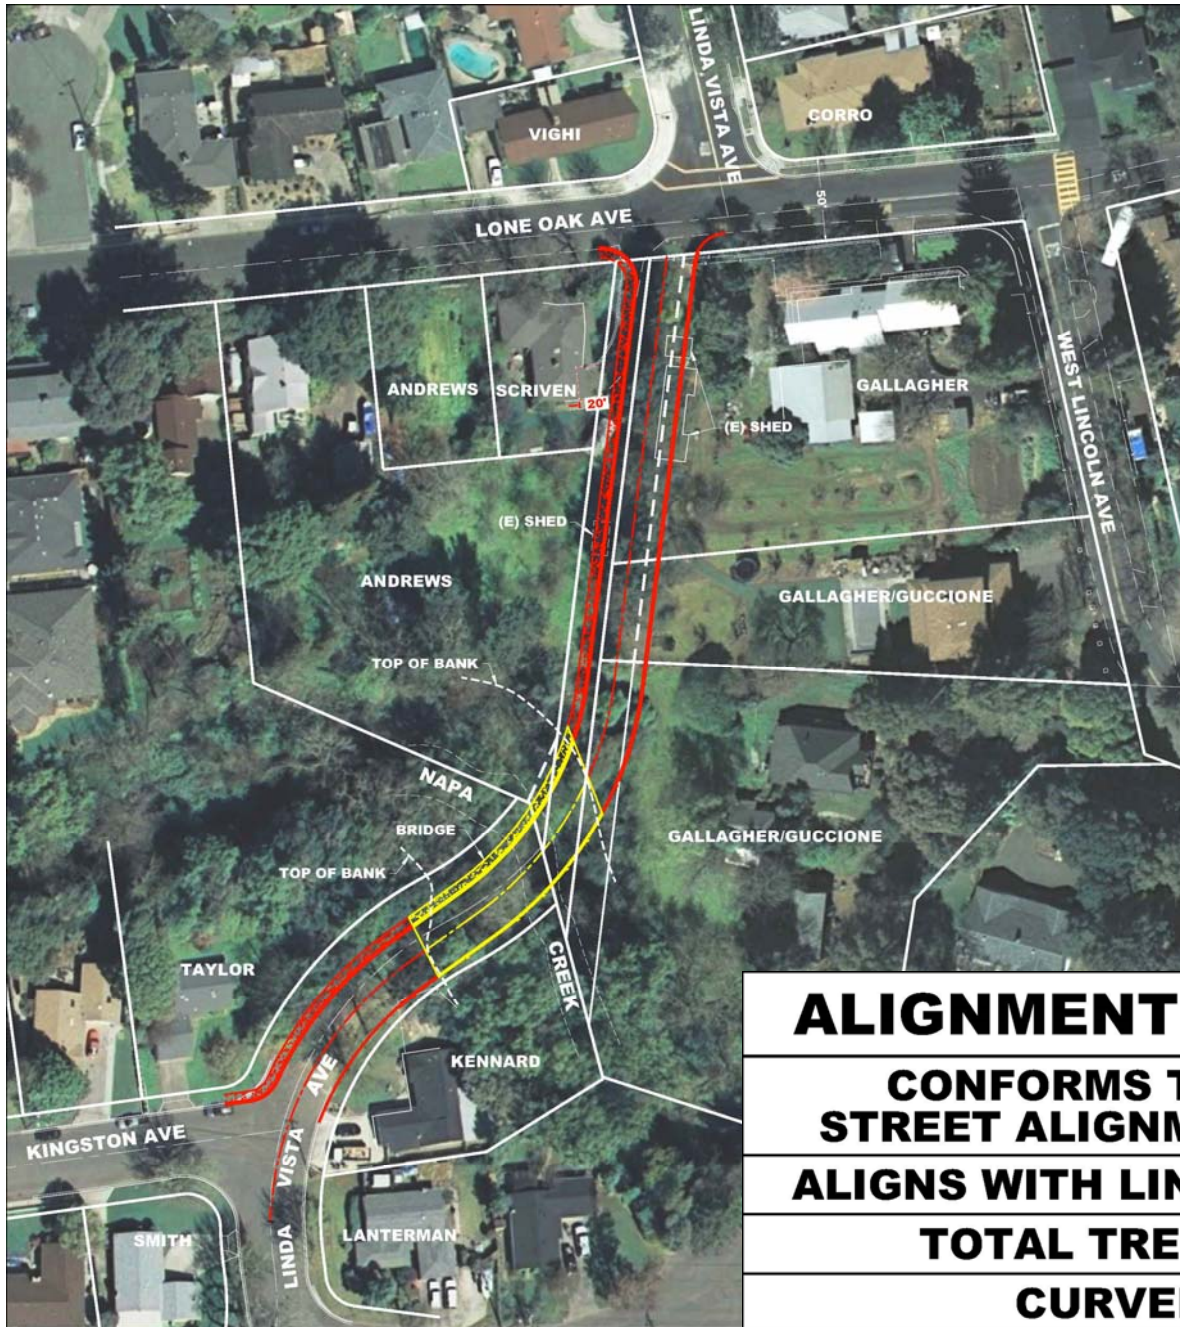 LINDA VISTA AVE
CORRO
VIGHI
50'
LONE OAK AVE
WEST LINCOLN AVE
ANDREWS
SCRIVEN
GALLAGHER
20'
(E) SHED
(E) SHED
ANDREWS
GALLAGHER/GUCCIONE
TOP OF BANK
NAPA
BRIDGE
GALLAGHER/GUCCIONE
TOP OF BANK
CREEK
TAYLOR
KENNARD
KINGSTON AVE
LINDA VISTA AVE
SMITH
LANTERMAN
ALIGNMENT
CONFORMS T
STREET ALIGNM
ALIGNS WITH LIN
TOTAL TRE
CURVE